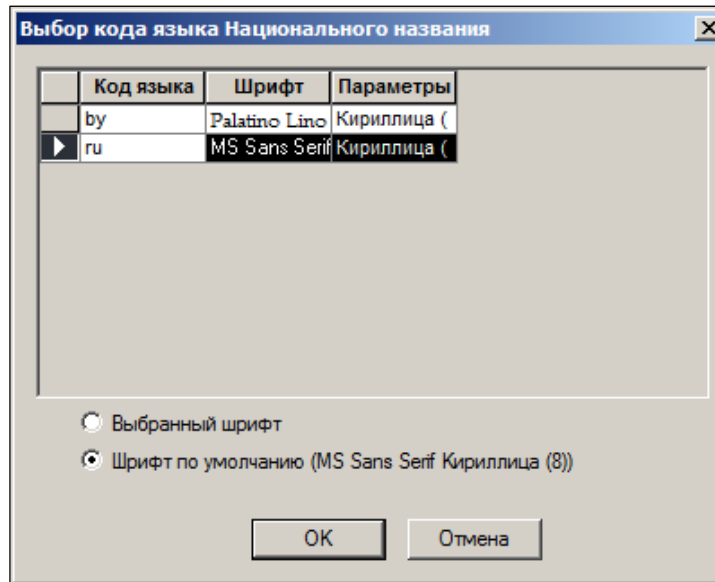 Выбор кода языка Национального названия
Код языка Шрифт Параметры
by Palatino Lino Кириллица (
ru MS Sans Serif Кириллица (
Выбранный шрифт
Шрифт по умолчанию (MS Sans Serif Кириллица (8))
OK Отмена